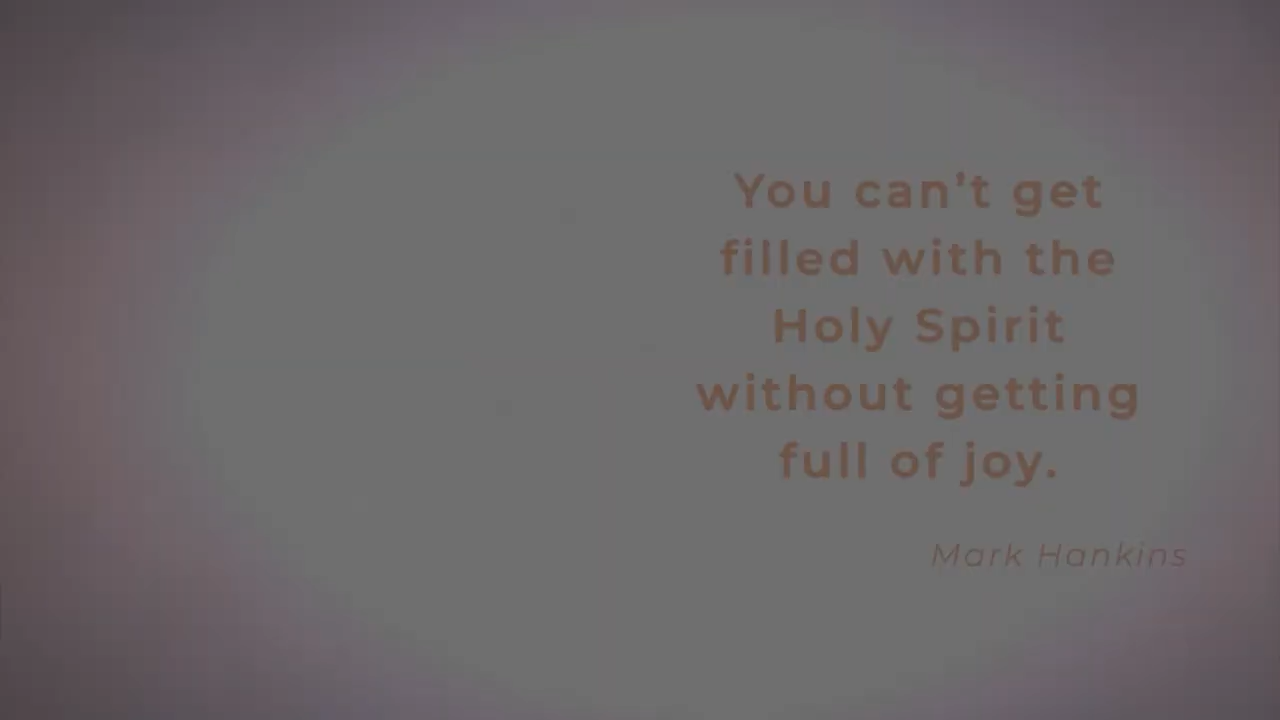 You can’t get
filled with the
Holy Spirit
without getting
full of joy.
Mark Hankins